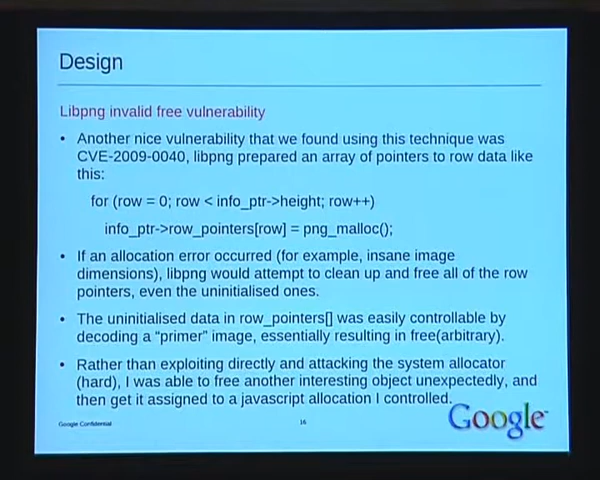 Design
Libpng invalid free vulnerability
• Another nice vulnerability that we found using this technique was
CVE-2009-0040, libpng prepared an array of pointers to row data like
this:
for (row = 0; row < info_ptr->height; row++)
info_ptr->row_pointers[row] = png_malloc();
• If an allocation error occurred (for example, insane image
dimensions), libpng would attempt to clean up and free all of the row
pointers, even the uninitialised ones.
• The uninitialised data in row_pointers[] was easily controllable by
decoding a “primer” image, essentially resulting in free(arbitrary).
• Rather than exploiting directly and attacking the system allocator
(hard), I was able to free another interesting object unexpectedly, and
then get it assigned to a javascript allocation I controlled.
Google Confidential
16
Google